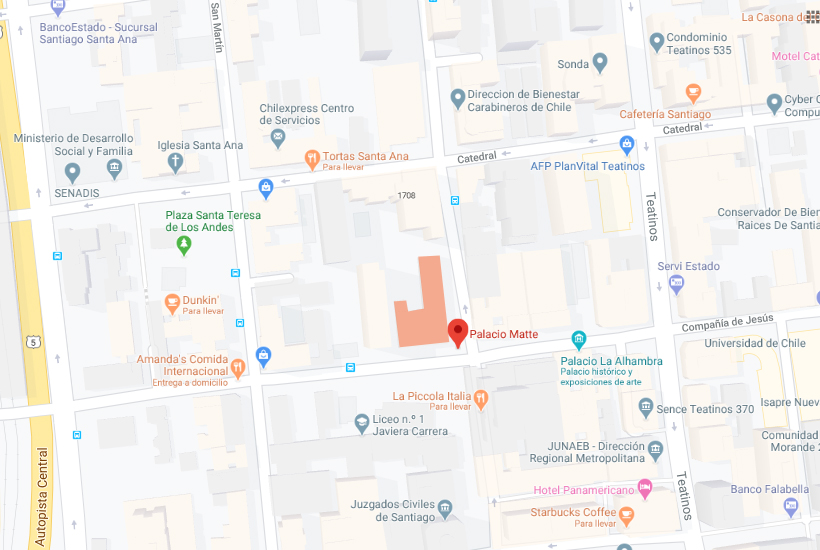 BancoEstado - Sucursal
Santiago Santa Ana
San Martín
La Casona de
Condominio
Teatinos 535
Sonda
Motel Cat
Direccion de Bienestar
Carabineros de Chile
Chilexpress Centro
de Servicios
Cafetería Santiago
Cyber
Compu
Catedral
Ministerio de Desarrollo
Social y Familia
Iglesia Santa Ana
Tortas Santa Ana
Para llevar
Catedral
AFP PlanVital Teatinos
SENADIS
1708
Teatinos
Plaza Santa Teresa
de Los Andes
Conservador De Bien
Raices De Santia
Servi Estado
Dunkin'
Para llevar
Compañía de Jesús
5
Palacio Matte
Universidad de Chile
Amanda's Comida
Internacional
Entrega a domicilio
Palacio La Alhambra
Palacio histórico y
exposiciones de arte
La Piccola Italia
Para llevar
Isapre Nuev
Sence Teatinos 370
Liceo n.º 1
Javiera Carrera
Comunidad
Morande 2
JUNAEB - Dirección
Regional Metropolitana
Autopista Central
Teatinos
Hotel Panamericano
Banco Falabella
Juzgados Civiles
de Santiago
Starbucks Coffee
Para llevar